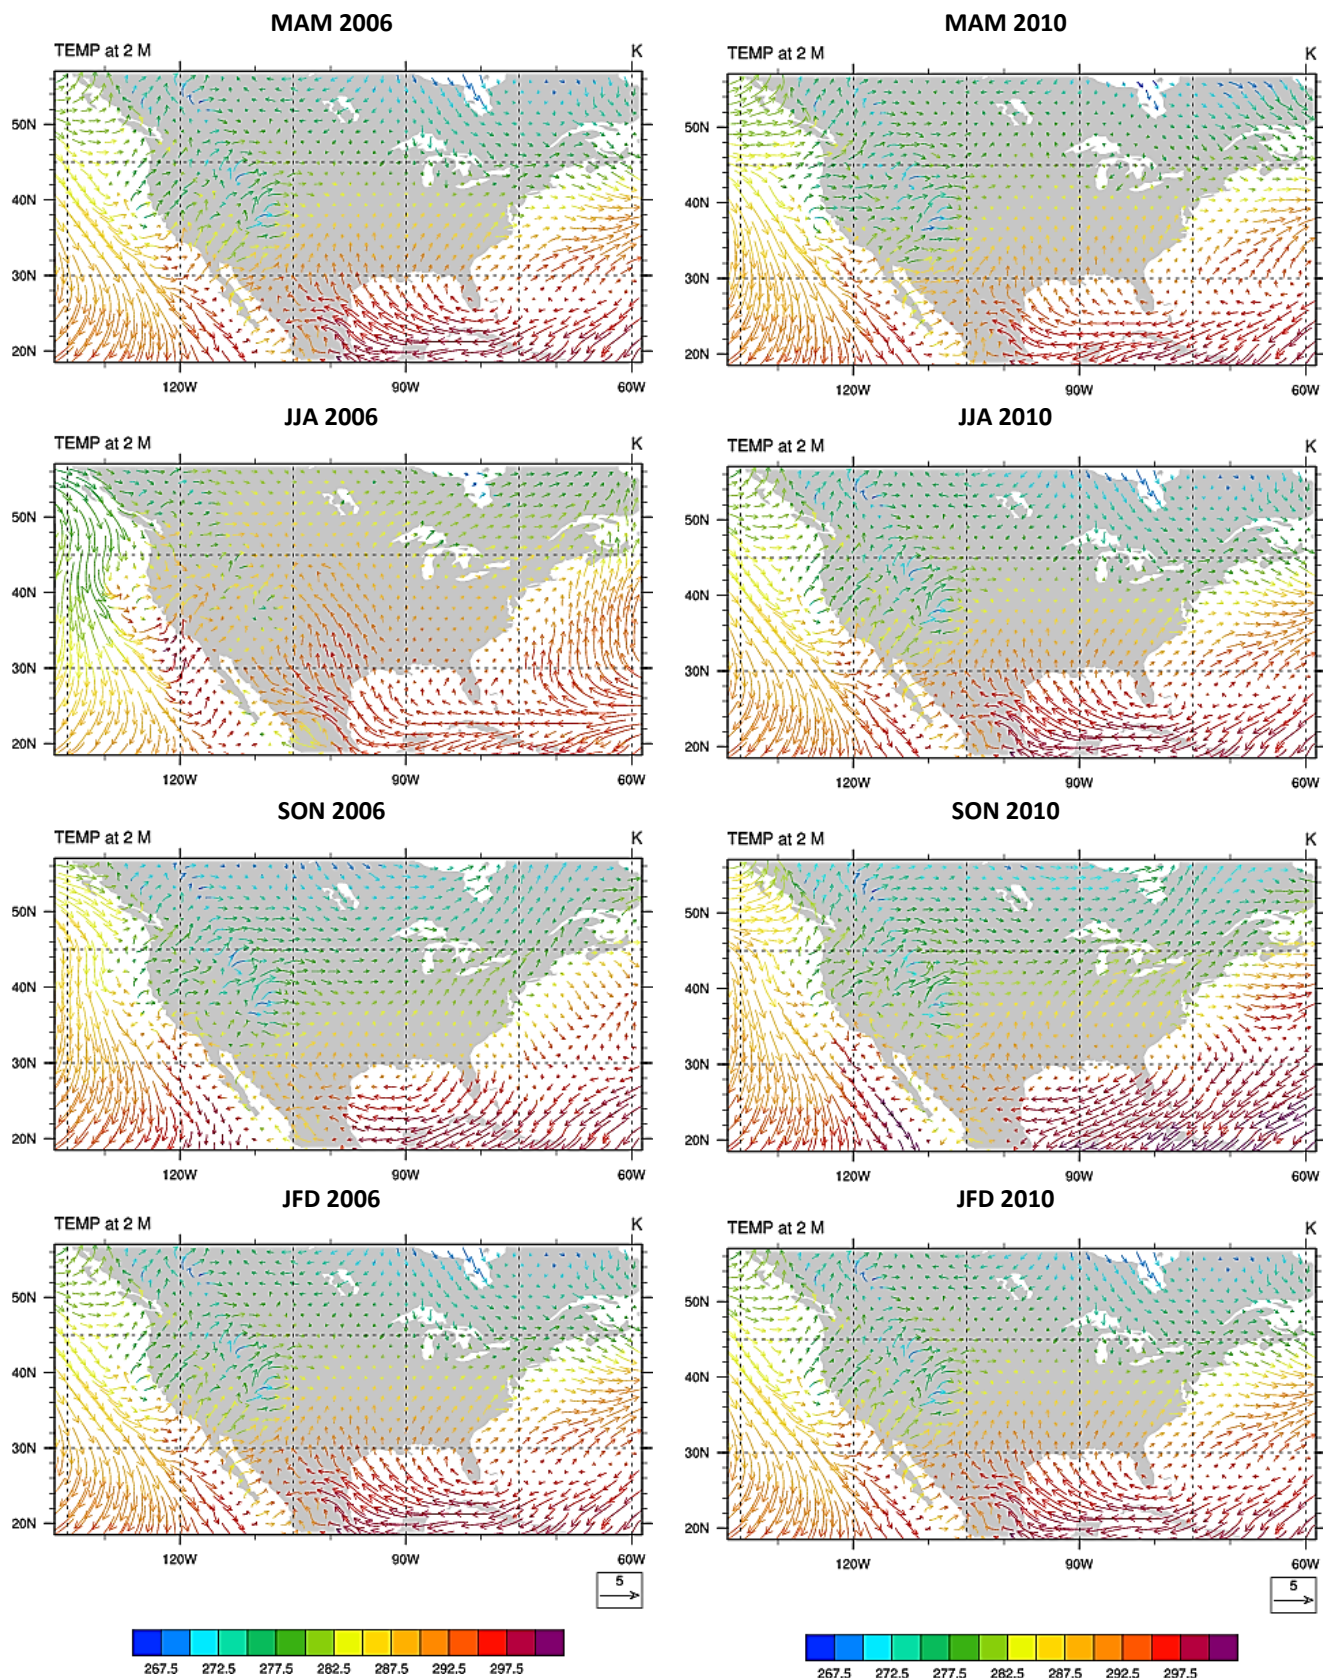 MAM 2006
MAM 2010
TEMP at 2 M K
TEMP at 2 M K
50N
40N
30N
20N
120W 90W 60W
50N
40N
30N
20N
120W 90W 60W
JJA 2006
JJA 2010
TEMP at 2 M K
TEMP at 2 M K
50N
40N
30N
20N
120W 90W 60W
50N
40N
30N
20N
120W 90W 60W
SON 2006
SON 2010
TEMP at 2 M K
TEMP at 2 M K
50N
40N
30N
20N
120W 90W 60W
50N
40N
30N
20N
120W 90W 60W
JFD 2006
JFD 2010
TEMP at 2 M K
TEMP at 2 M K
50N
40N
30N
20N
120W 90W 60W
50N
40N
30N
20N
120W 90W 60W
5
5
267.5 272.5 277.5 282.5 287.5 292.5 297.5
267.5 272.5 277.5 282.5 287.5 292.5 297.5